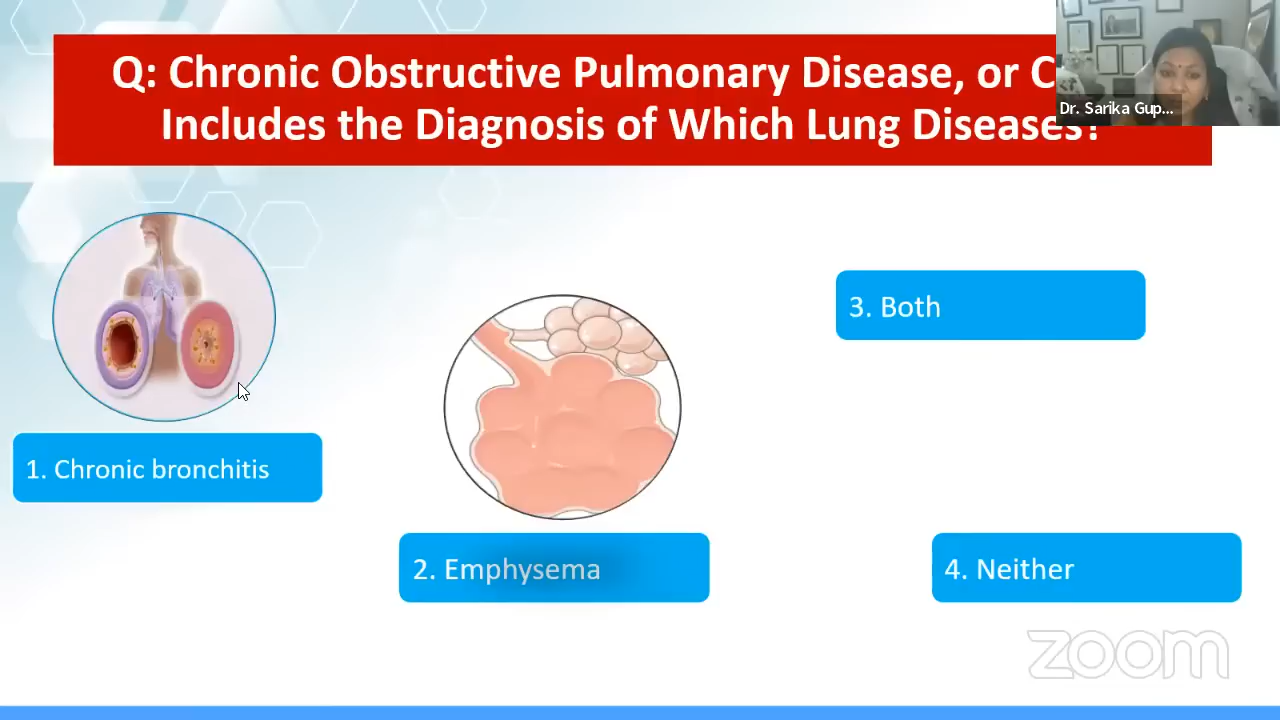 Q: Chronic Obstructive Pulmonary Disease, or
Includes the Diagnosis of Which Lung Diseases?
Dr. Sarika Gup...
3. Both
1. Chronic bronchitis
2. Emphysema
4. Neither
zoom